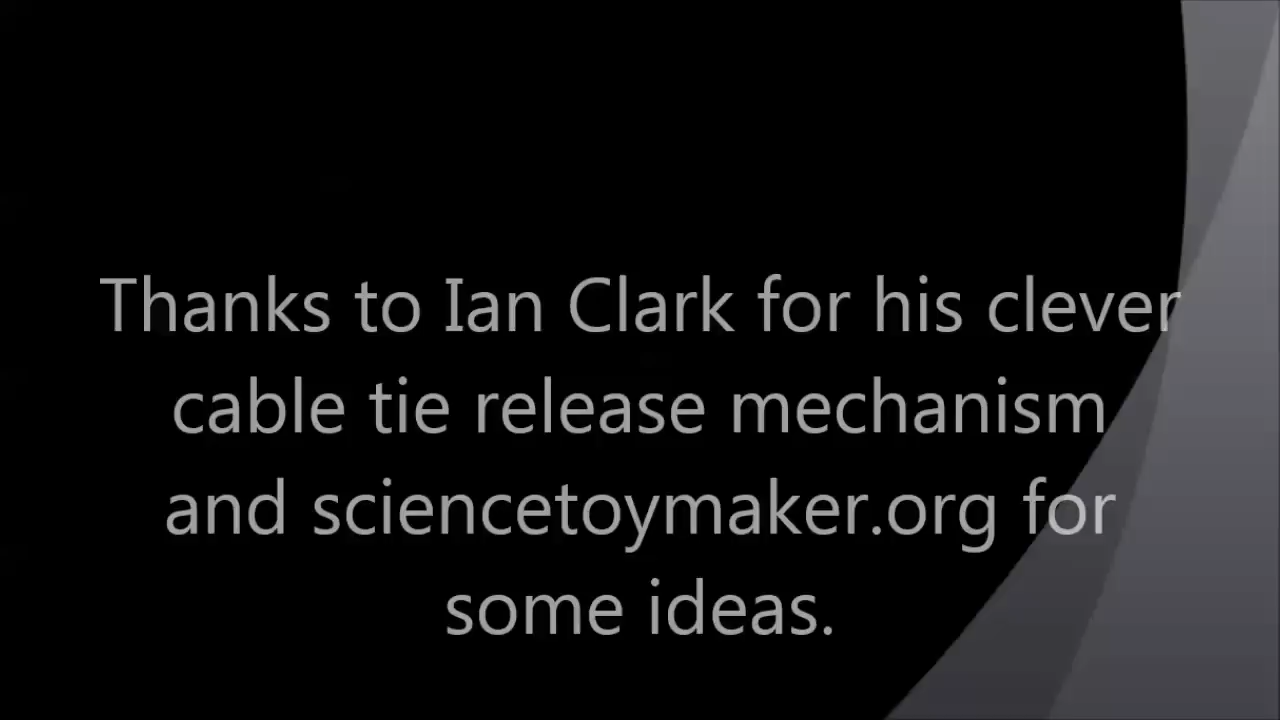 Thanks to Ian Clark for his clever
cable tie release mechanism
and sciencetoymaker.org for
some ideas.